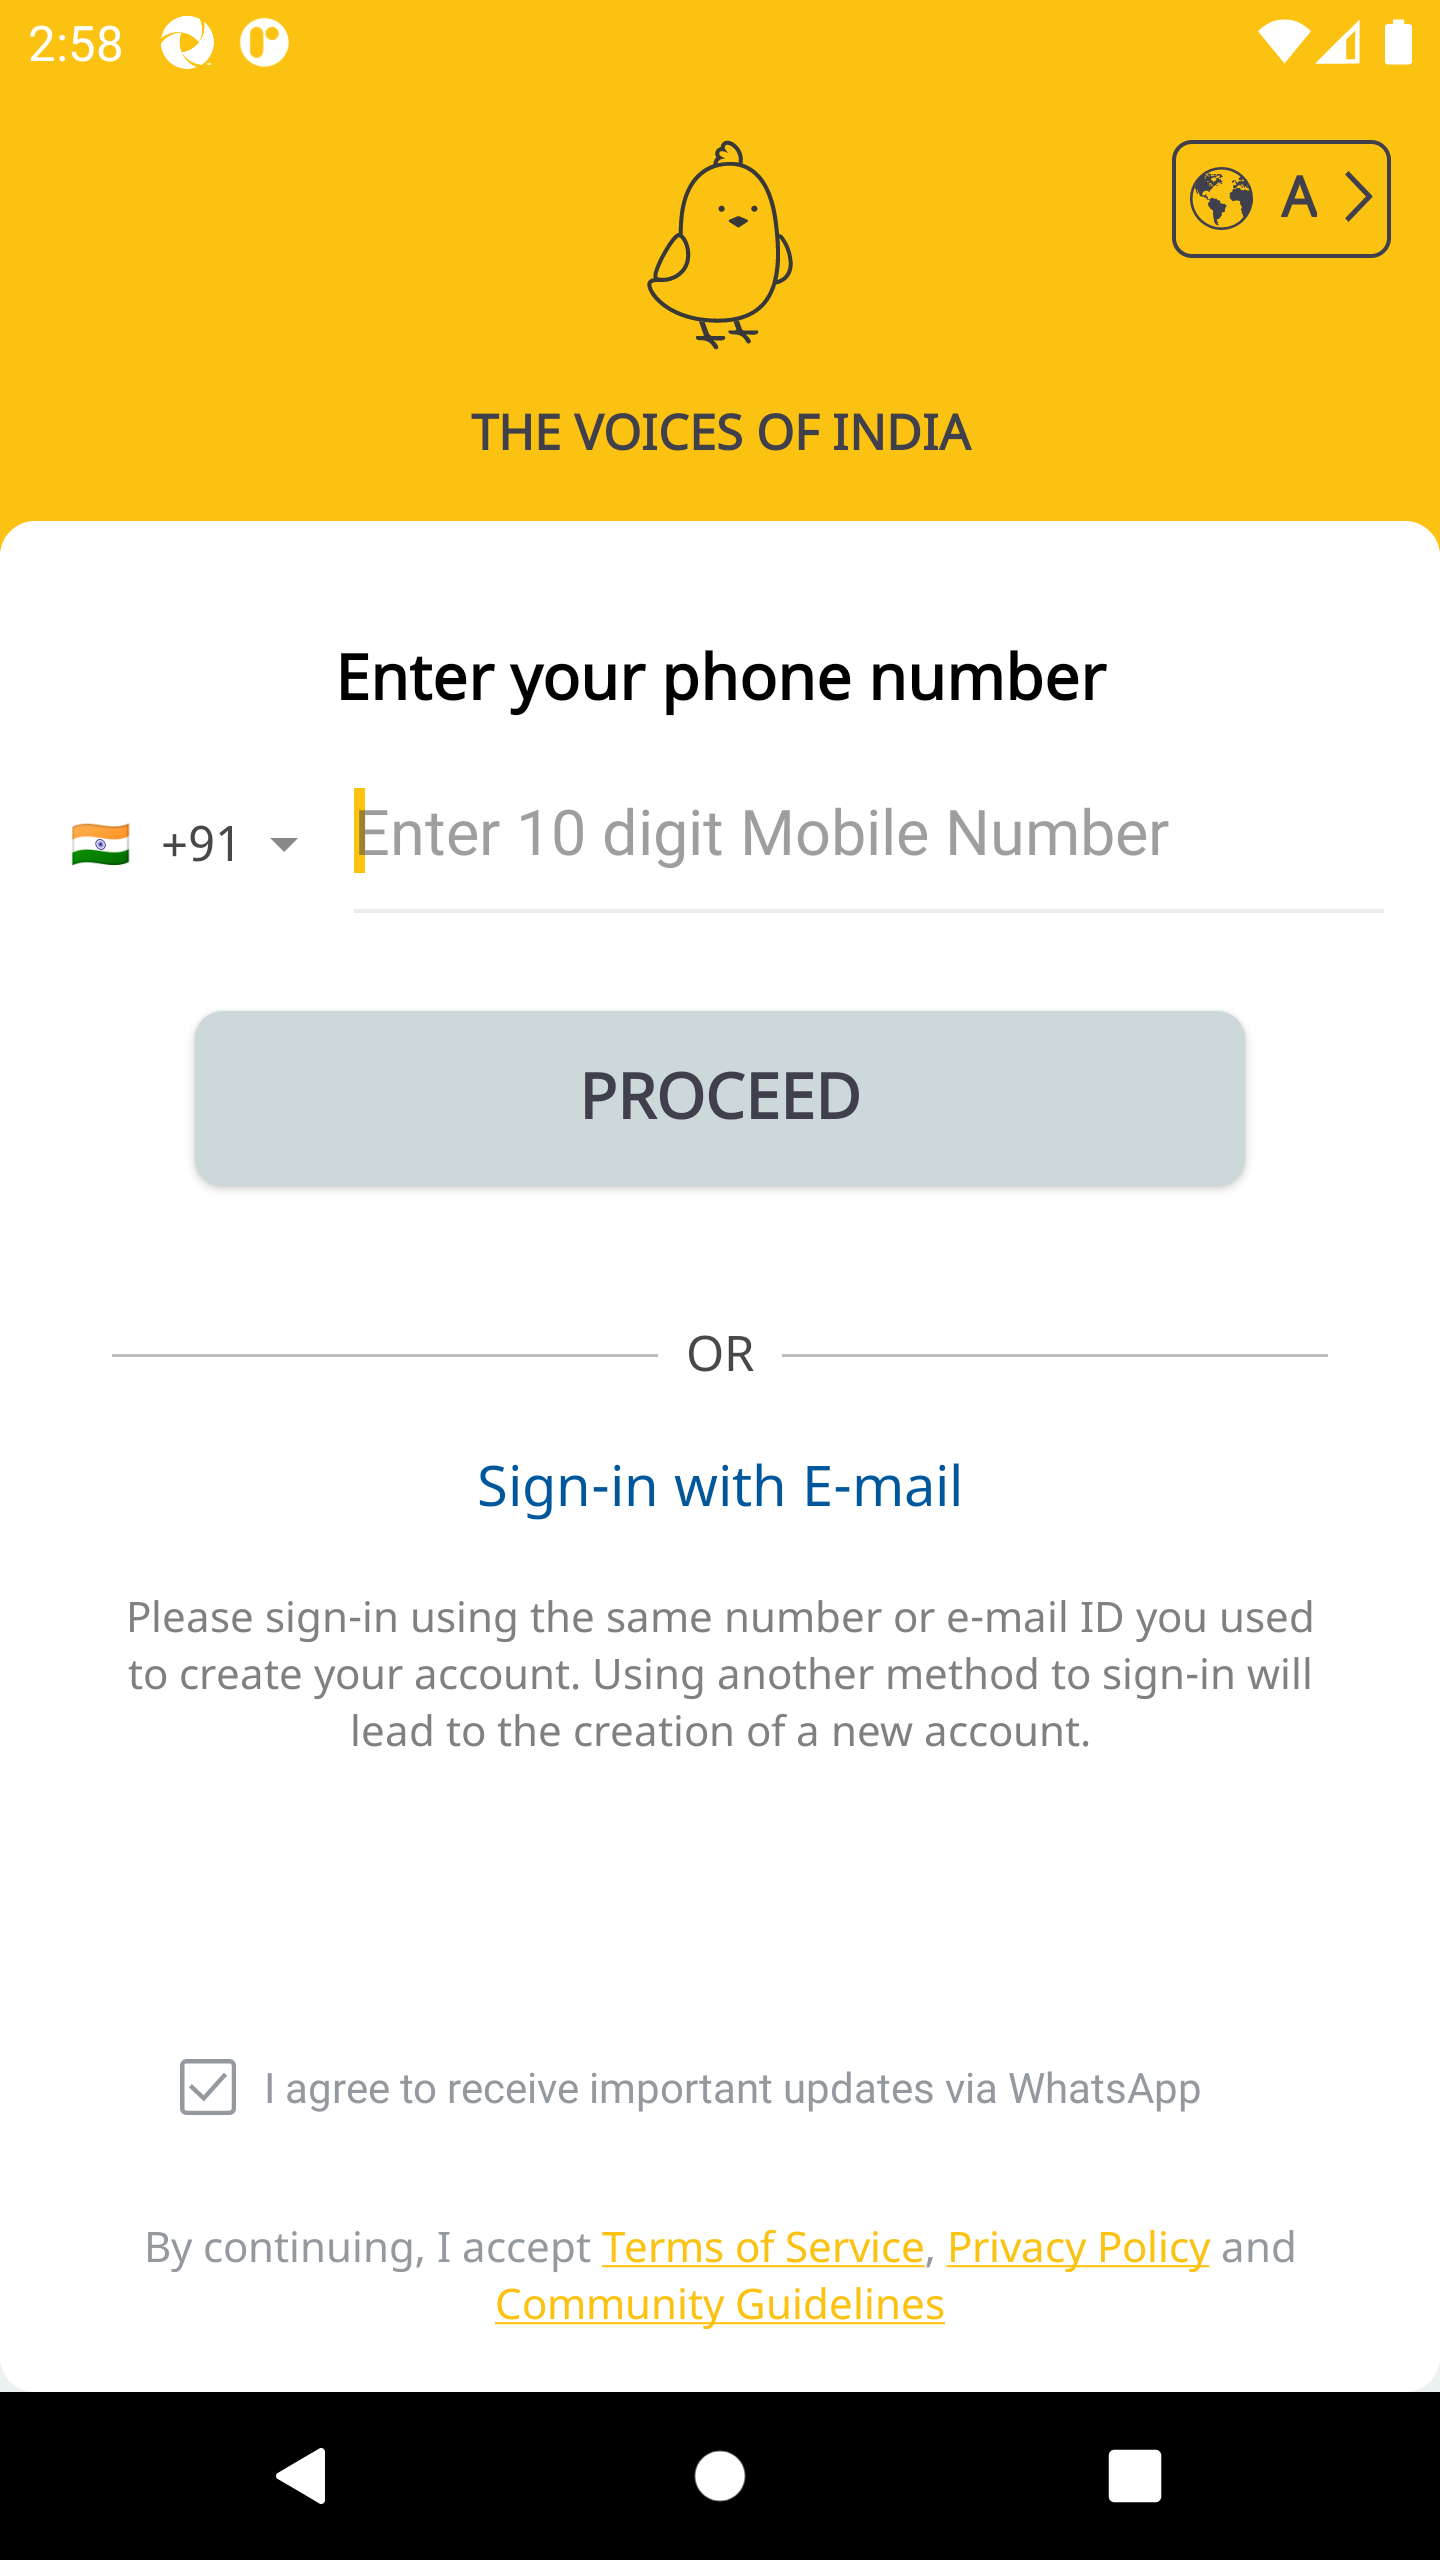 2:58
A
THE VOICES OF INDIA
Enter your phone number
+91
Enter 10 digit Mobile Number
PROCEED
OR
Sign-in with E-mail
Please sign-in using the same number or e-mail ID you used
to create your account. Using another method to sign-in will
lead to the creation of a new account.
I agree to receive important updates via WhatsApp
By continuing, I accept Terms of Service, Privacy Policy and
Community Guidelines